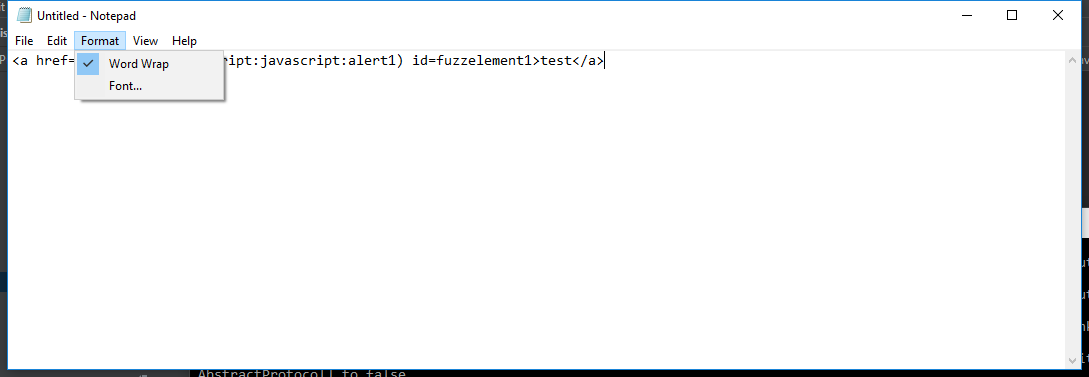 Untitled - Notepad
File Edit Format View Help
<a href= ript:javascript:alert1) id=fuzzelement1>test</a>
Word Wrap
Font...
AbstractProtocol] to false